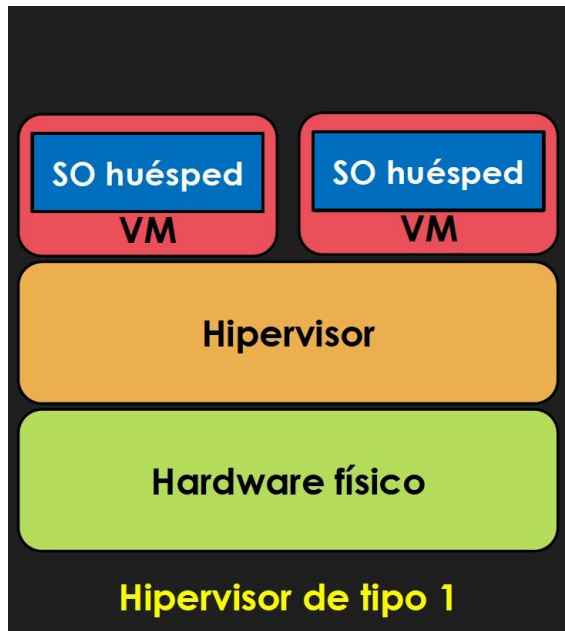 SO huésped
SO huésped
VM
VM
Hipervisor
Hardware físico
Hipervisor de tipo 1